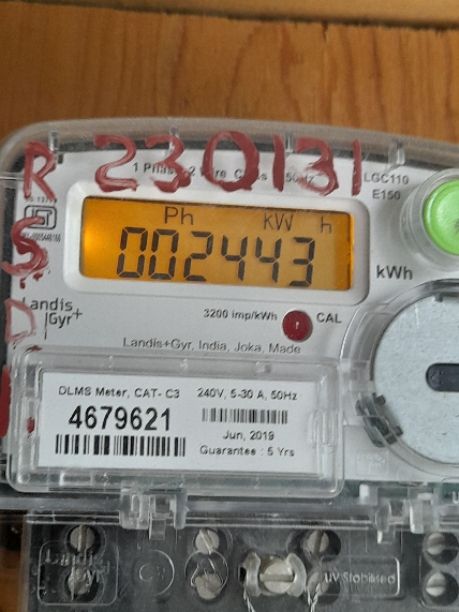 R 230131
1 Phase 2 Wire 50Hz
LGC110
E150
S
Ph kW h
002443
kWh
D
Landis
Gyr+
3200 imp/kWh CAL
Landis+Gyr, India, Joka, Made
DLMS Meter, CAT- C3 240V, 5-30 A, 50Hz
4679621
Jun, 2019
Guarantee : 5 Yrs
Landis
Gyr
UV Stabilised